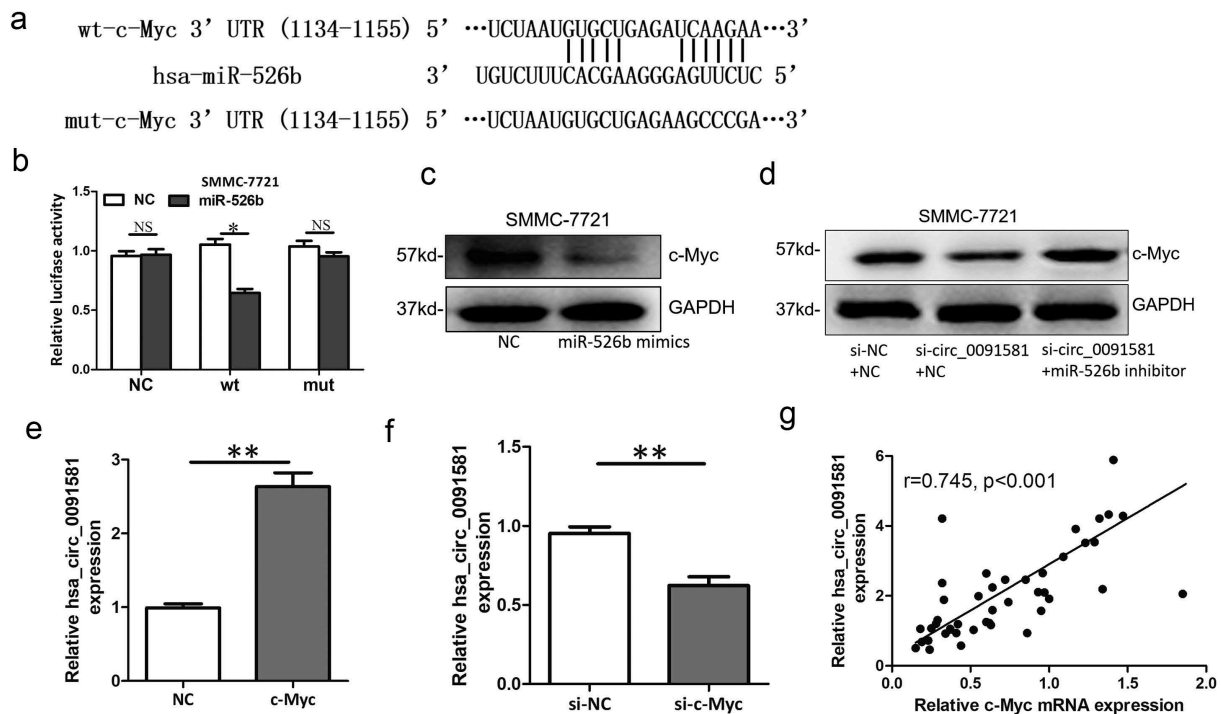 a
wt-c-Myc 3' UTR (1134-1155) 5' ···UCUAAUGUGCUGAGAUCAAGAA···3'
hsa-miR-526b 3' UGUCUUUCACGAAGGGAGUUCUC 5'
mut-c-Myc 3' UTR (1134-1155) 5' ···UCUAAUGUGCUGAGAAGCCCGA···3'
b
SMMC-7721
NC miR-526b
Relative lucifase activity
1.5
1.0
0.5
0.0
NS
*
NS
NC wt mut
c
SMMC-7721
57kd- c-Myc
37kd- GAPDH
NC miR-526b mimics
d
SMMC-7721
57kd- c-Myc
37kd- GAPDH
si-NC si-circ_0091581 si-circ_0091581
+NC +NC +miR-526b inhibitor
e
Relative hsa_circ_0091581
expression
3
2
1
0
**
NC c-Myc
f
Relative hsa_circ_0091581
expression
1.5
1.0
0.5
0.0
**
si-NC si-c-Myc
g
Relative hsa_circ_0091581
expression
6
4
2
0
r=0.745, p<0.001
0.0 0.5 1.0 1.5 2.0
Relative c-Myc mRNA expression